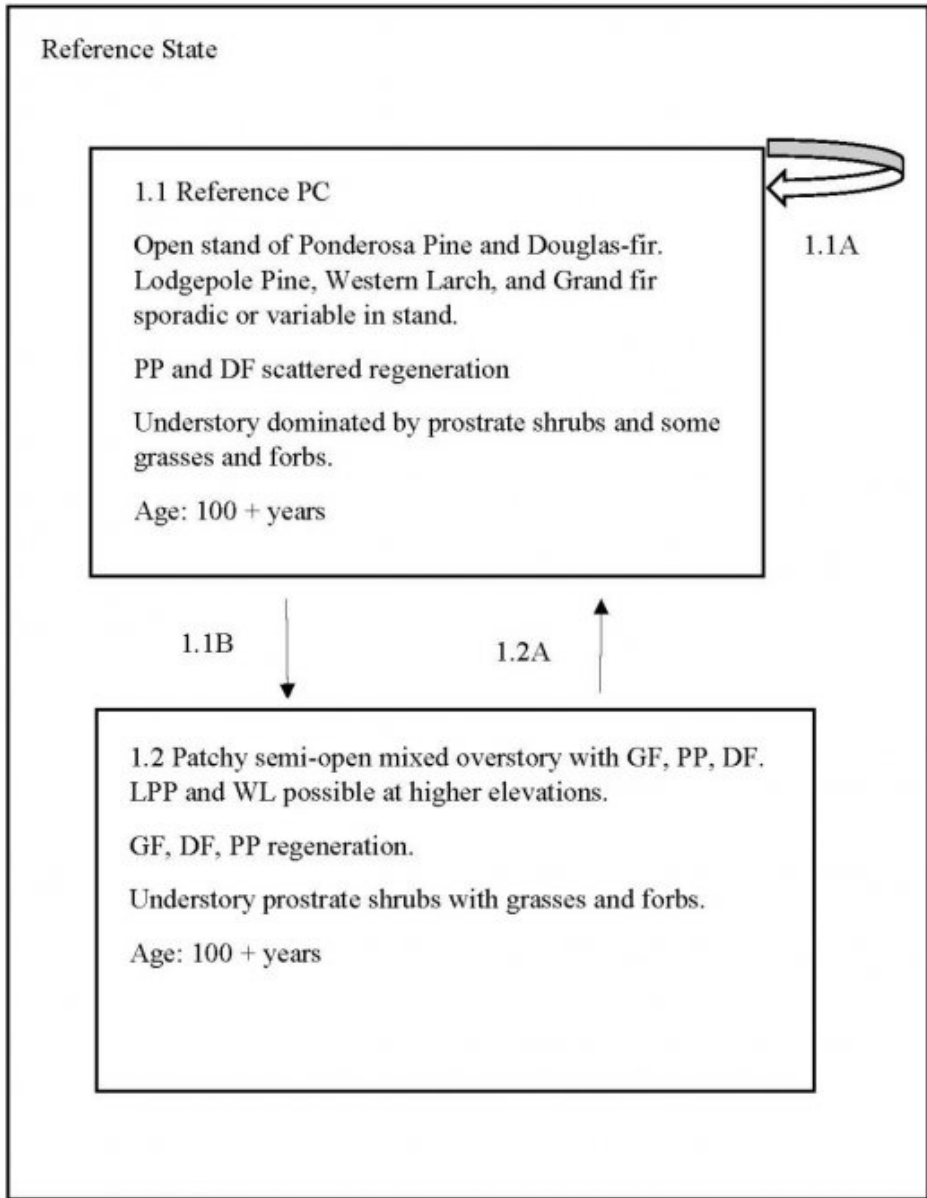 Reference State
1.1 Reference PC
Open stand of Ponderosa Pine and Douglas-fir.
Lodgepole Pine, Western Larch, and Grand fir
sporadic or variable in stand.
PP and DF scattered regeneration
Understory dominated by prostrate shrubs and some
grasses and forbs.
Age: 100 + years
1.1A
1.1B
1.2A
1.2 Patchy semi-open mixed overstory with GF, PP, DF.
LPP and WL possible at higher elevations.
GF, DF, PP regeneration.
Understory prostrate shrubs with grasses and forbs.
Age: 100 + years